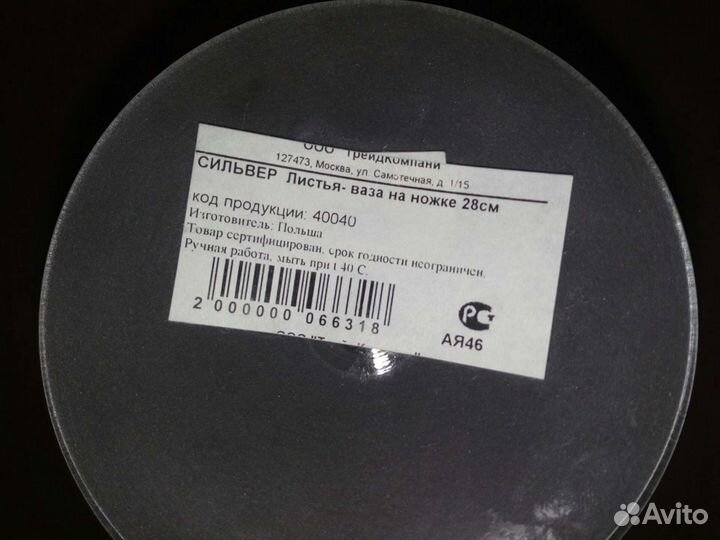 ООО ТрейдКомпани
127473, Москва, ул. Самотечная, д. 1/15
СИЛЬВЕР Листья- ваза на ножке 28см
код продукции: 40040
Изготовитель: Польша
Товар сертифицирован, срок годности неограничен.
Ручная работа, мыть при t 40 С.
2 000000 066318
РС
АЯ46
Avito